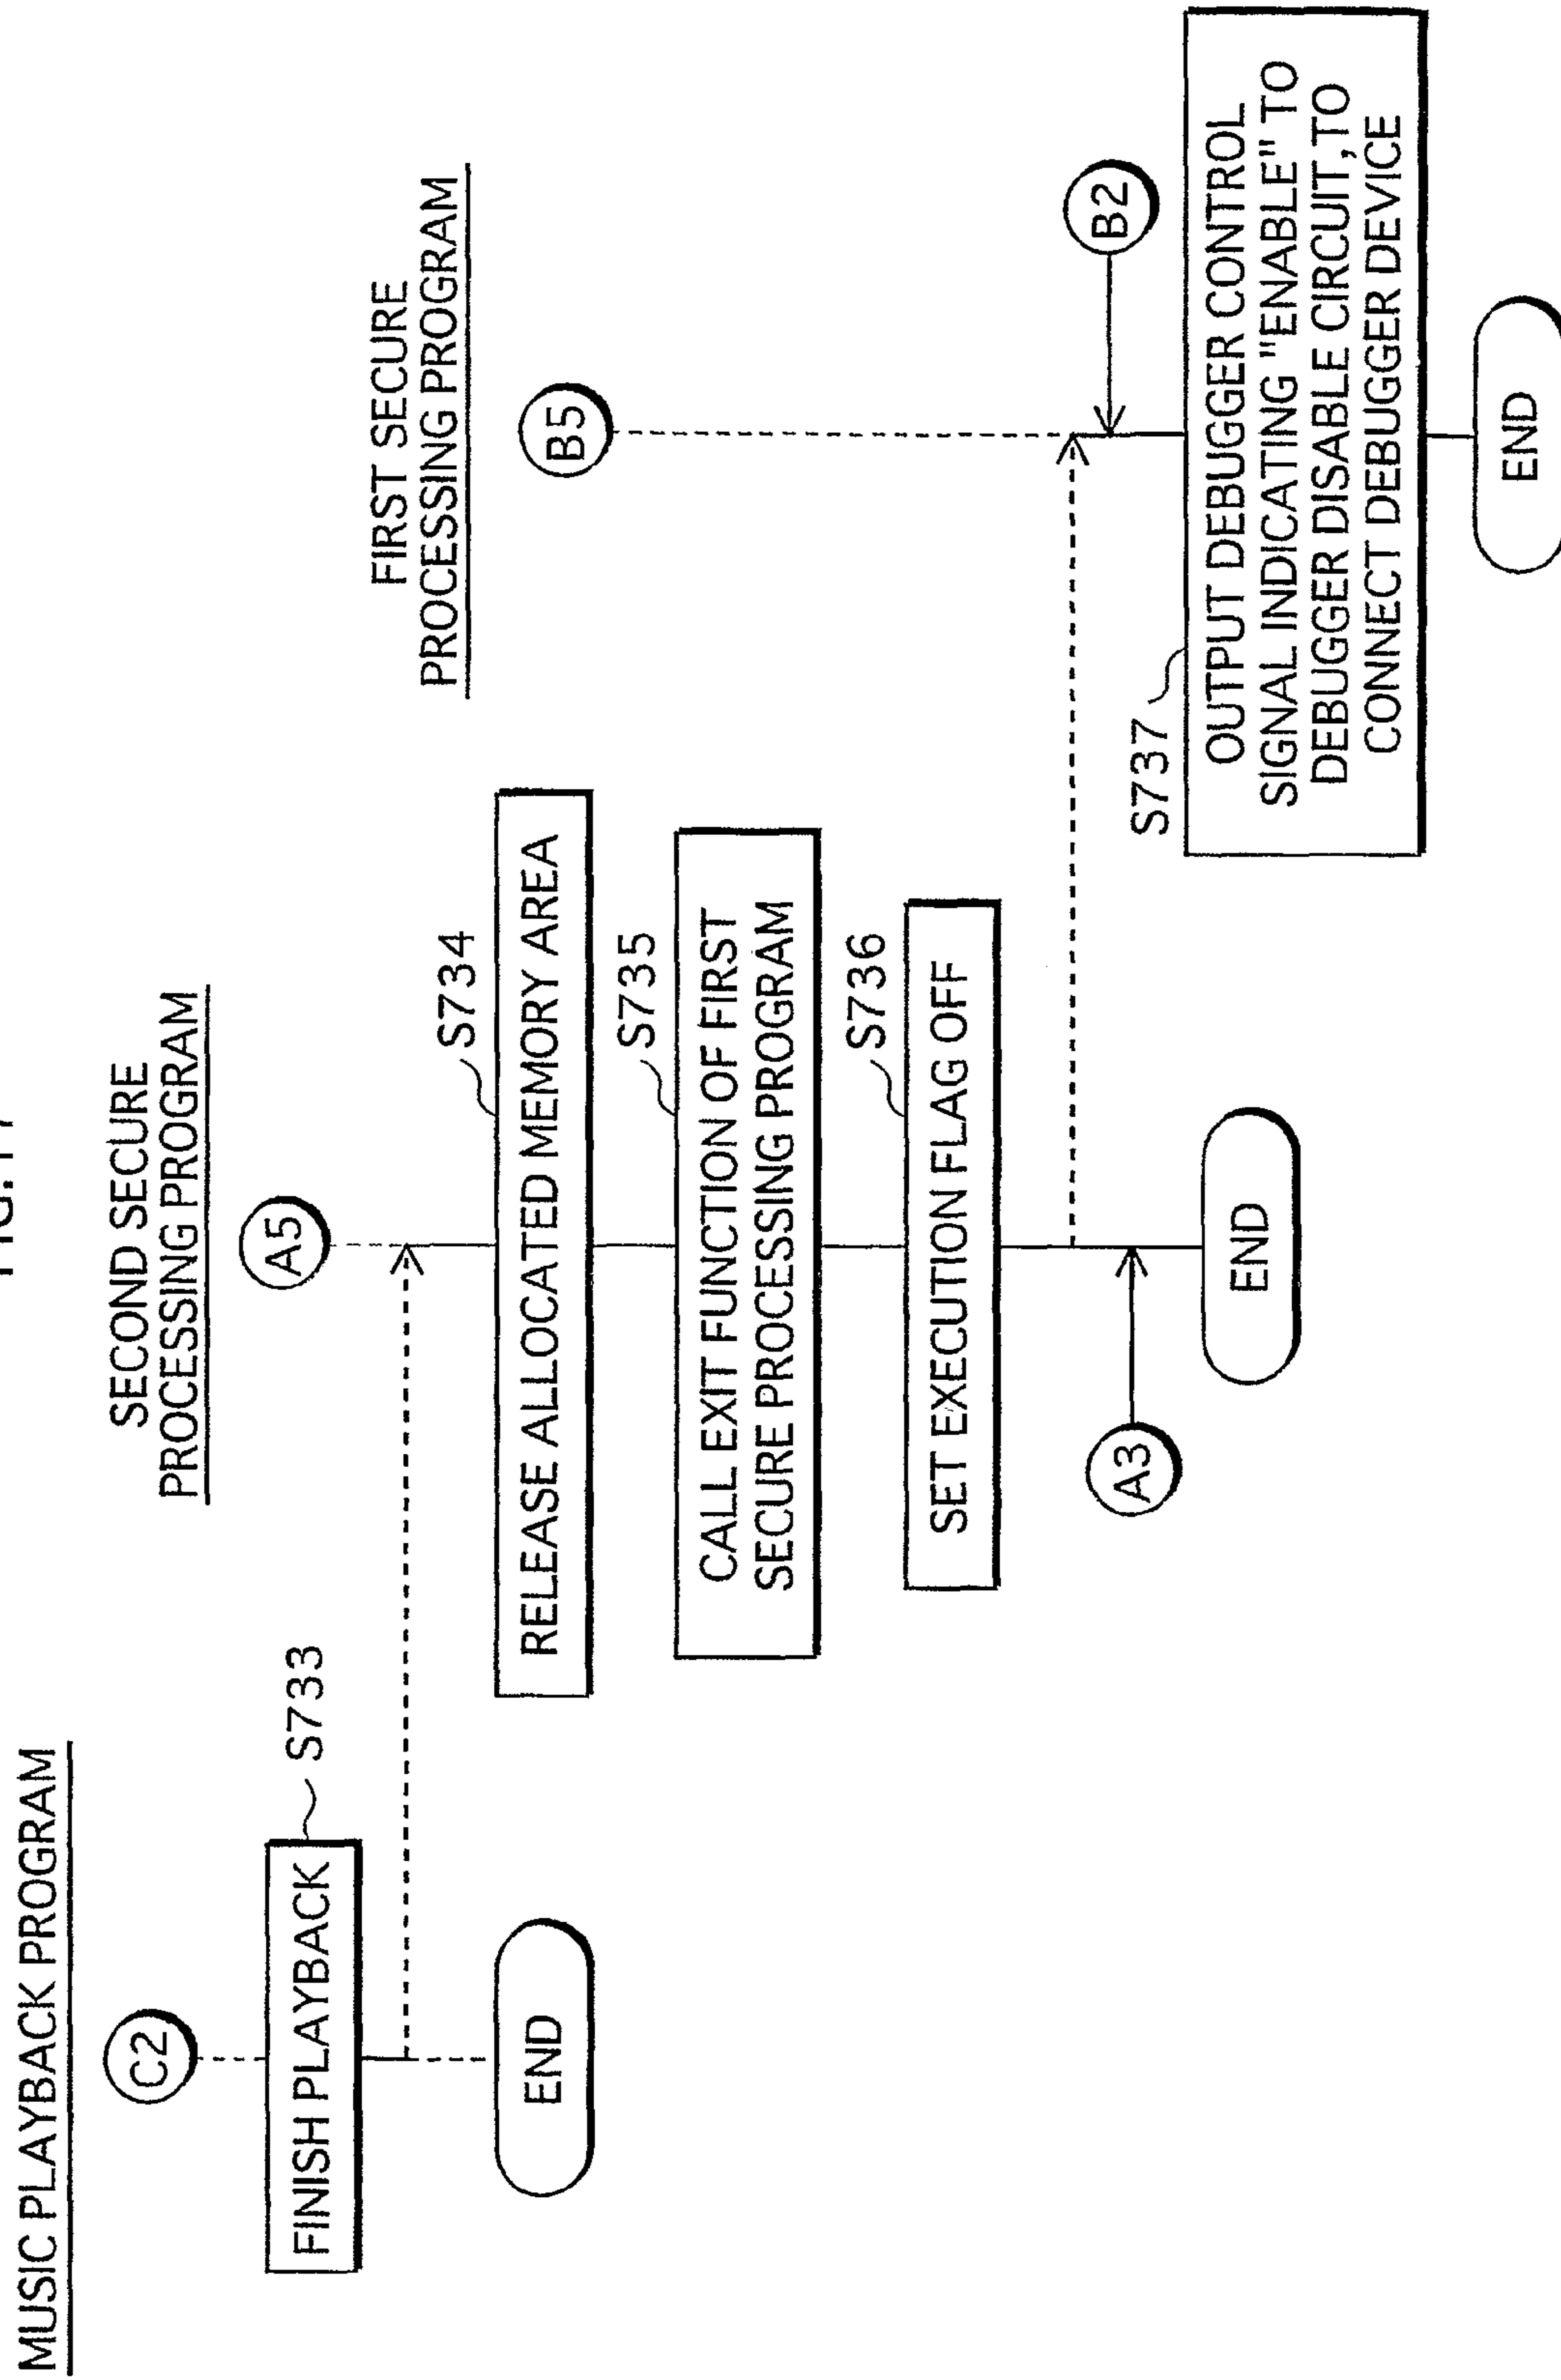 MUSIC PLAYBACK PROGRAM
C2
FINISH PLAYBACK
S733
END
SECOND SECURE
PROCESSING PROGRAM
A5
S734
RELEASE ALLOCATED MEMORY AREA
S735
CALL EXIT FUNCTION OF FIRST
SECURE PROCESSING PROGRAM
S736
SET EXECUTION FLAG OFF
A3
END
FIRST SECURE
PROCESSING PROGRAM
B5
B2
S737
OUTPUT DEBUGGER CONTROL
SIGNAL INDICATING "ENABLE" TO
DEBUGGER DISABLE CIRCUIT,TO
CONNECT DEBUGGER DEVICE
END